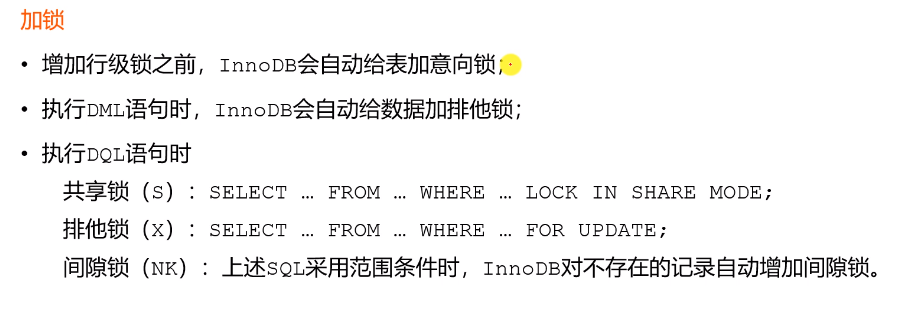 加锁
• 增加行级锁之前，InnoDB会自动给表加意向锁；
• 执行DML语句时，InnoDB会自动给数据加排他锁；
• 执行DQL语句时
共享锁（S）：SELECT … FROM … WHERE … LOCK IN SHARE MODE;
排他锁（X）：SELECT … FROM … WHERE … FOR UPDATE;
间隙锁（NK）：上述SQL采用范围条件时，InnoDB对不存在的记录自动增加间隙锁。